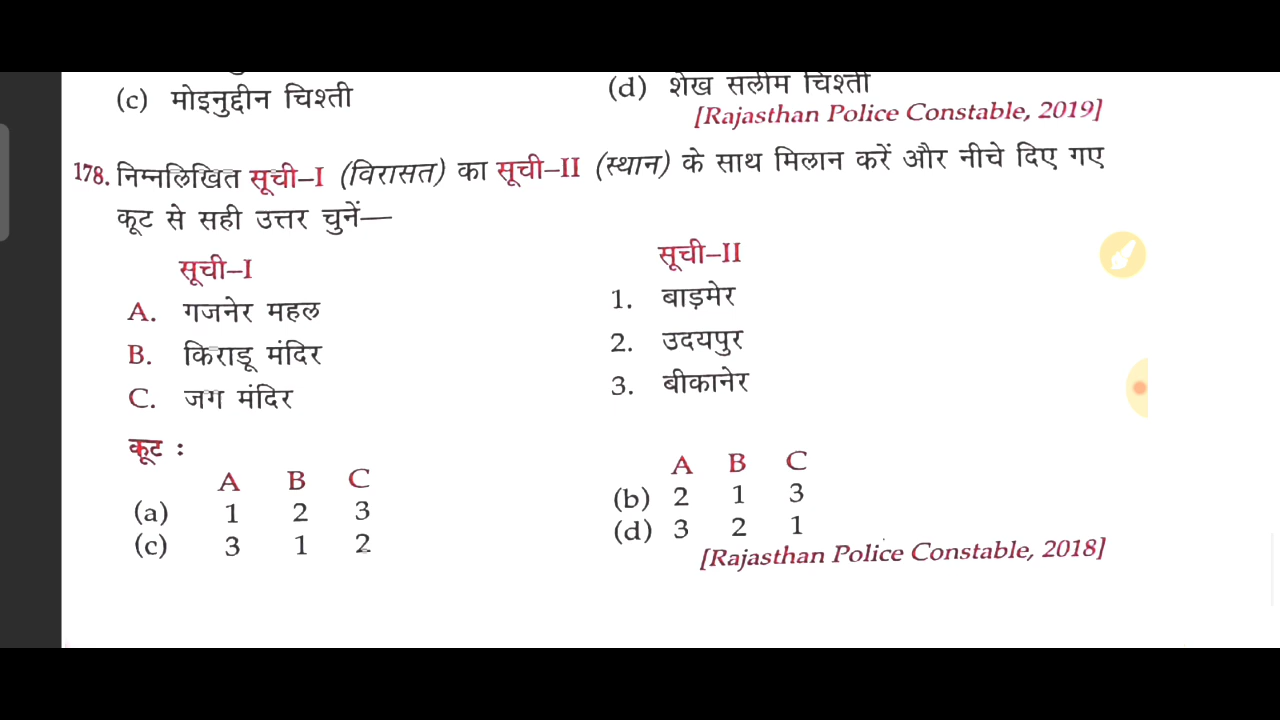 (c) मोइनुद्दीन चिश्ती
(d) शेख सलीम चिश्ती
[Rajasthan Police Constable, 2019]
178. निम्नलिखित सूची–I (विरासत) का सूची–II (स्थान) के साथ मिलान करें और नीचे दिए गए
कूट से सही उत्तर चुनें—
सूची–I
सूची–II
A. गजनेर महल
1. बाड़मेर
B. किराडू मंदिर
2. उदयपुर
C. जग मंदिर
3. बीकानेर
कूट :
A B C
A B C
(a) 1 2 3
(b) 2 1 3
(c) 3 1 2
(d) 3 2 1
[Rajasthan Police Constable, 2018]